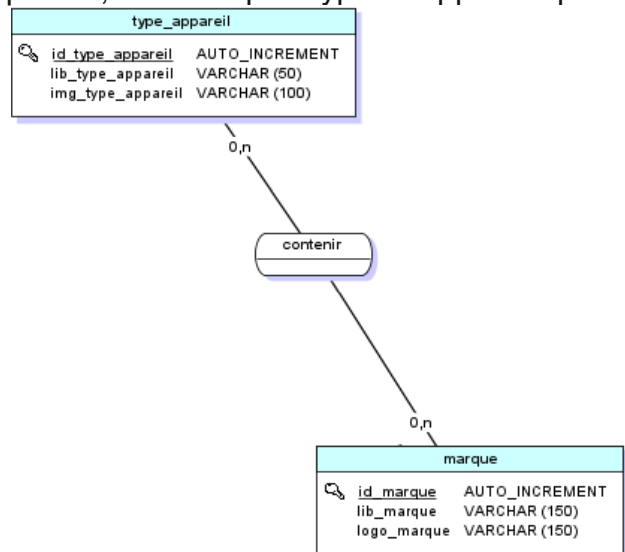 type_appareil
id_type_appareil AUTO_INCREMENT
lib_type_appareil VARCHAR (50)
img_type_appareil VARCHAR (100)
0,n
contenir
0,n
marque
id_marque AUTO_INCREMENT
lib_marque VARCHAR (150)
logo_marque VARCHAR (150)